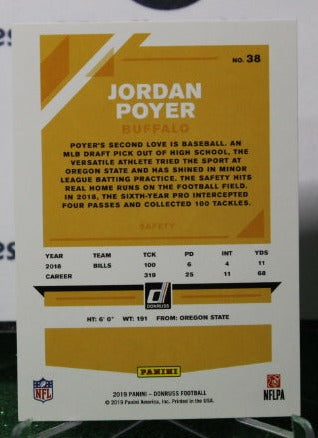 NO. 38
JORDAN
POYER
BUFFALO
POYER'S SECOND LOVE IS BASEBALL. AN
MLB DRAFT PICK OUT OF HIGH SCHOOL, THE
VERSATILE ATHLETE TRIED THE SPORT AT
OREGON STATE AND HAS SHINED IN MINOR
LEAGUE BATTING PRACTICE. THE SAFETY HITS
REAL HOME RUNS ON THE FOOTBALL FIELD.
IN 2018, THE SIXTH-YEAR PRO INTERCEPTED
FOUR PASSES AND COLLECTED 100 TACKLES.
SAFETY
YEAR TEAM TCK PD INT YDS
2018 BILLS 100 6 4 11
CAREER 319 25 11 68
DONRUSS
HT: 6' 0" WT: 191 FROM: OREGON STATE
PANINI
NFL
NFLPA
2019 PANINI – DONRUSS FOOTBALL
© 2019 Panini America, Inc. Printed in the USA.